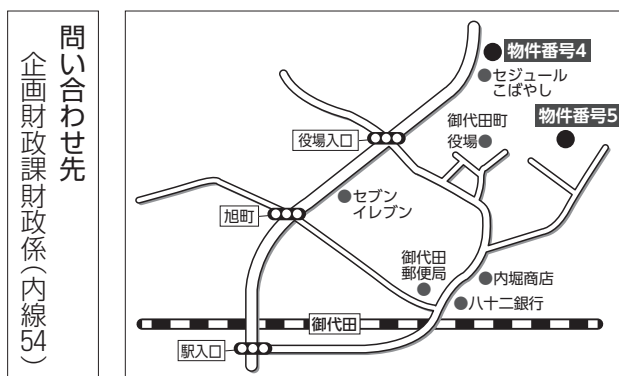 問い合わせ先
企画財政課財政係(内線54)
物件番号4
セジュール
こばやし
御代田町
役場
物件番号5
役場入口
セブン
イレブン
旭町
御代田
郵便局
内堀商店
八十二銀行
御代田
駅入口